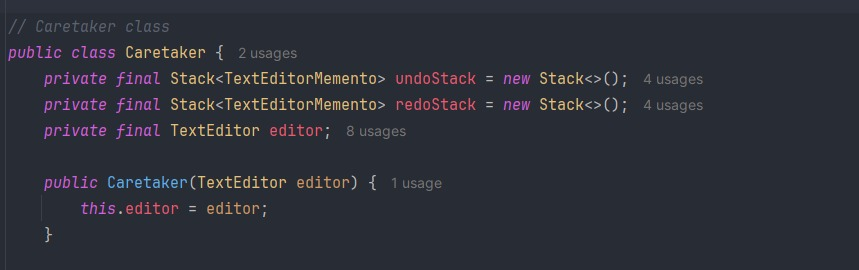 // Caretaker class
public class Caretaker { 2 usages
private final Stack<TextEditorMemento> undoStack = new Stack<>(); 4 usages
private final Stack<TextEditorMemento> redoStack = new Stack<>(); 4 usages
private final TextEditor editor; 8 usages
public Caretaker(TextEditor editor) { 1 usage
this.editor = editor;
}